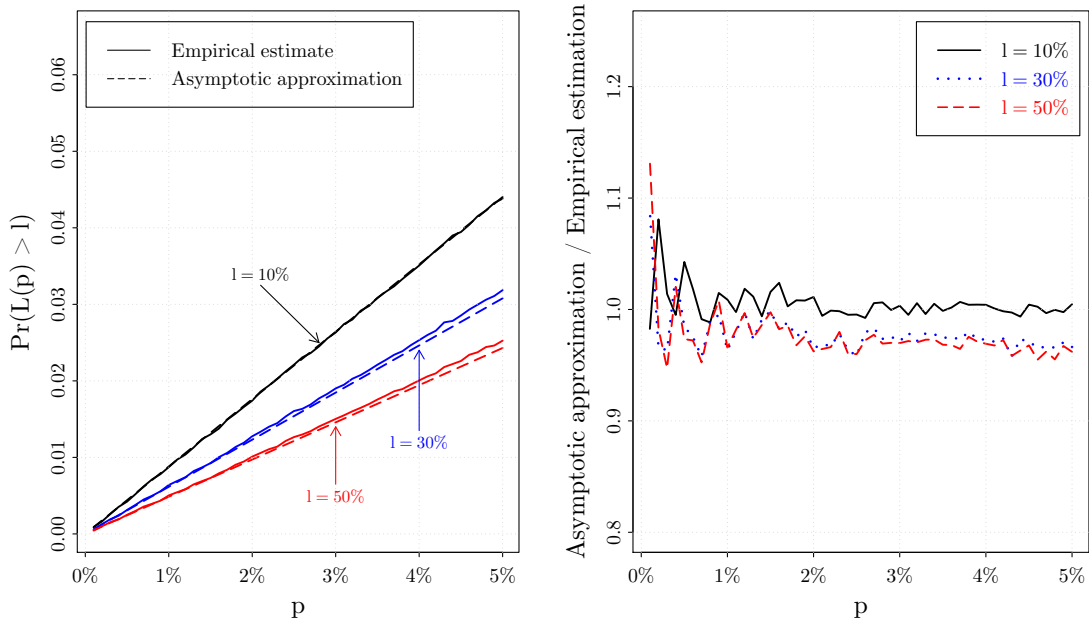 Pr(L(p) > l)
0.06
0.05
0.04
0.03
0.02
0.01
0.00
Empirical estimate
Asymptotic approximation
l = 10%
l = 30%
l = 50%
0% 1% 2% 3% 4% 5%
p
Asymptotic approximation / Empirical estimation
1.2
1.1
1.0
0.9
0.8
l = 10%
l = 30%
l = 50%
0% 1% 2% 3% 4% 5%
p